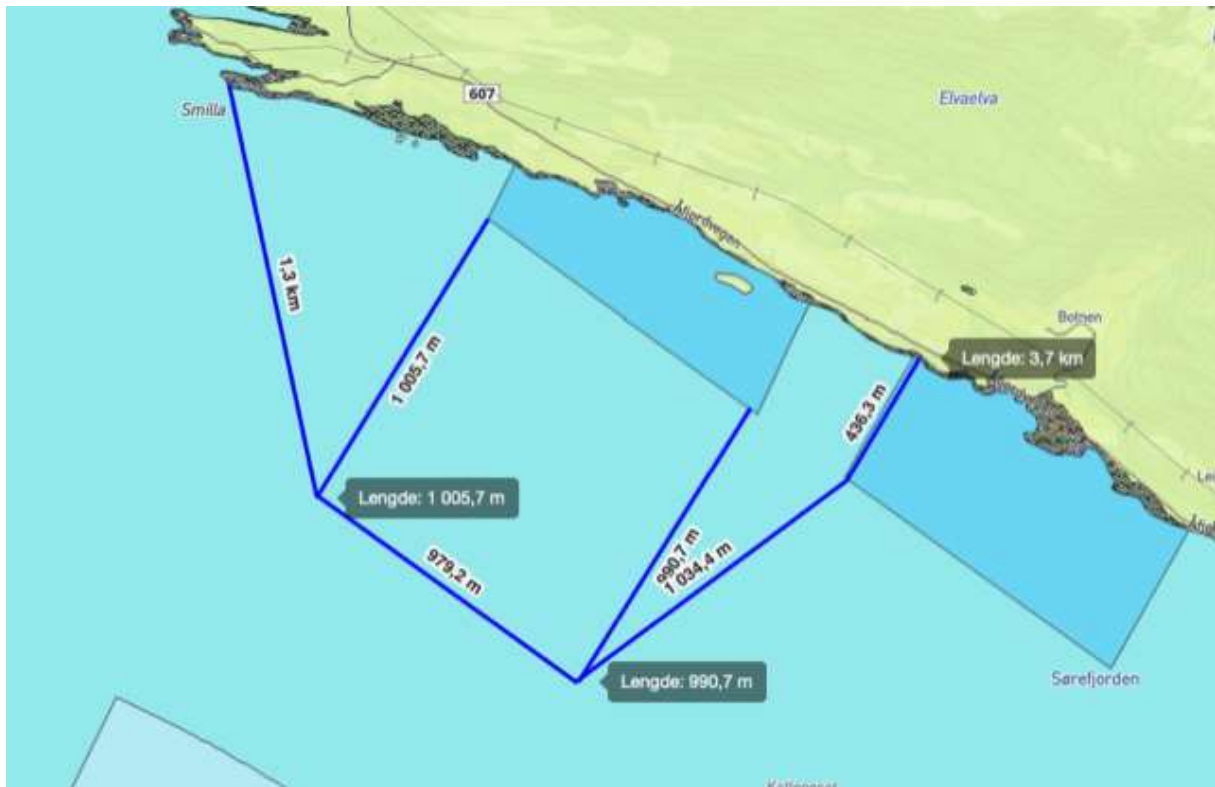 607
Elvaelva
Smilla
Åfjordvegen
1,3 km
Botnen
Lengde: 3,7 km
1 005,7 m
436,3 m
Lengde: 1 005,7 m
979,2 m
990,7 m
1 034,4 m
Lengde: 990,7 m
Sørefjorden